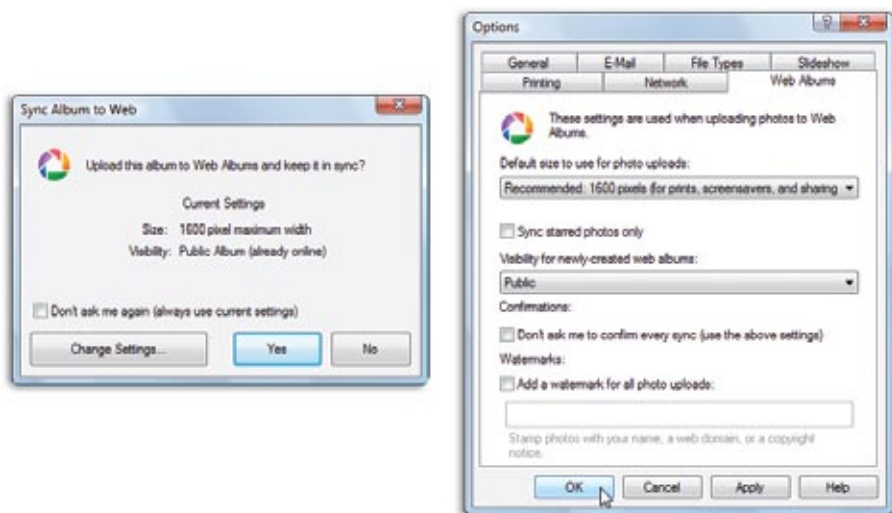 Sync Album to Web
Upload this album to Web Albums and keep it in sync?
Current Settings
Size: 1600 pixel maximum width
Visibility: Public Album (already online)
Don't ask me again (always use current settings)
Change Settings...
Yes
No
Options
General
E-Mail
File Types
Slideshow
Printing
Network
Web Albums
These settings are used when uploading photos to Web
Albums.
Default size to use for photo uploads:
Recommended: 1600 pixels (for prints, screensavers, and sharing
Sync starred photos only
Visibility for newly-created web albums:
Public
Confirmations:
Don't ask me to confirm every sync (use the above settings)
Watermarks:
Add a watermark for all photo uploads:
Stamp photos with your name, a web domain, or a copyright
notice.
OK
Cancel
Apply
Help